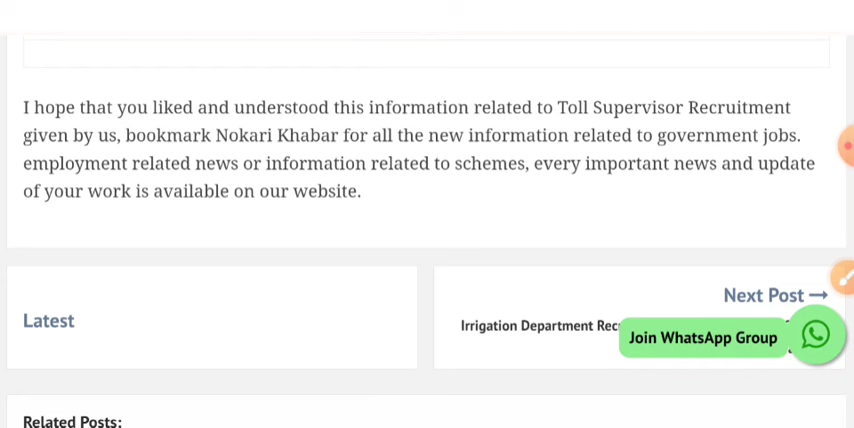 I hope that you liked and understood this information related to Toll Supervisor Recruitment
given by us, bookmark Nokari Khabar for all the new information related to government jobs.
employment related news or information related to schemes, every important news and update
of your work is available on our website.
Latest
Next Post →
Irrigation Department
Join WhatsApp Group
Related Posts: